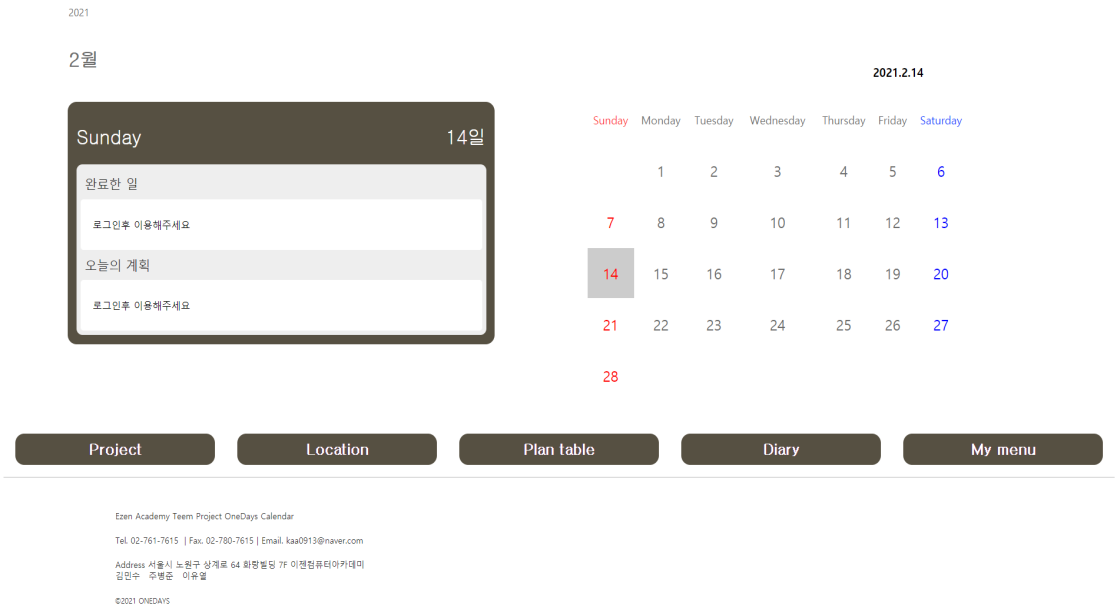 2021
2월
Sunday 14일
완료한 일
로그인후 이용해주세요
오늘의 계획
로그인후 이용해주세요
2021.2.14
Sunday Monday Tuesday Wednesday Thursday Friday Saturday
1 2 3 4 5 6
7 8 9 10 11 12 13
14 15 16 17 18 19 20
21 22 23 24 25 26 27
28
Project Location Plan table Diary My menu
Ezen Academy Teem Project OneDays Calendar
Tel. 02-761-7615 | Fax. 02-780-7615 | Email. kaa0913@naver.com
Address 서울시 노원구 상계로 64 화랑빌딩 7F 이젠컴퓨터아카데미
김민수 주병준 이유열
©2021 ONEDAYS